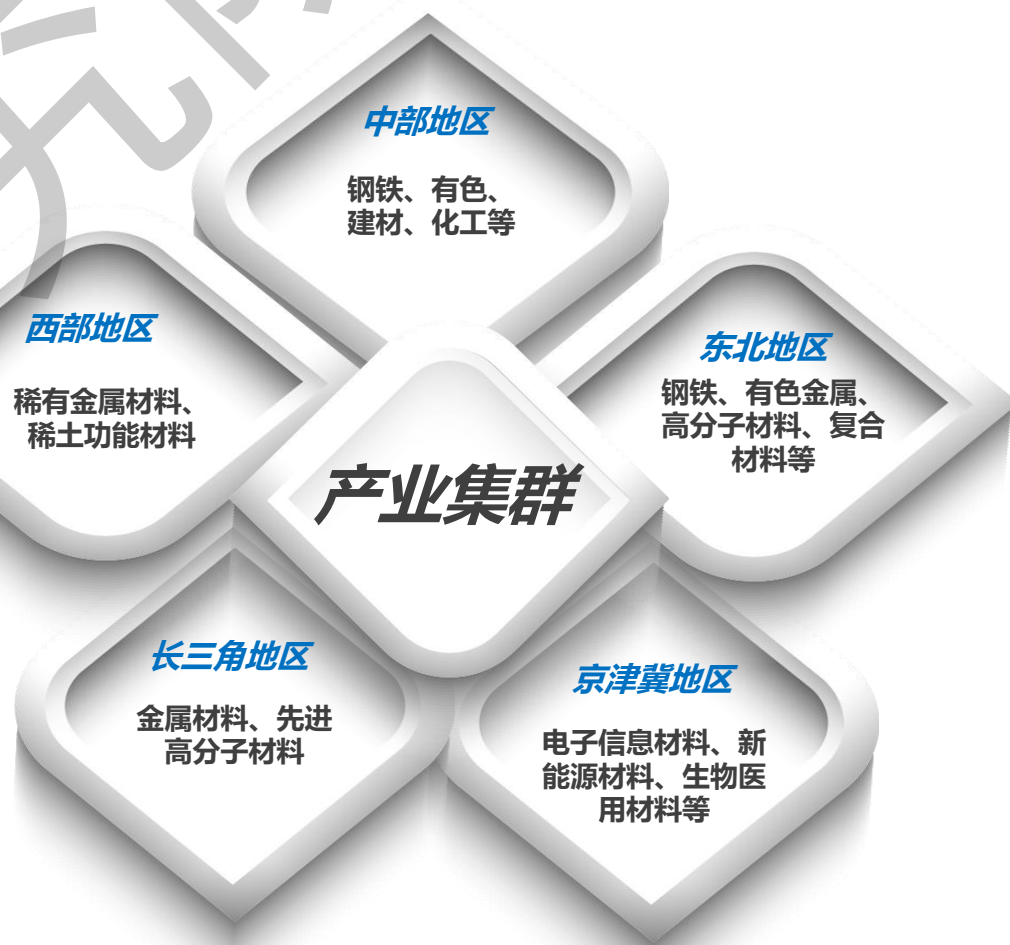 中部地区
钢铁、有色、
建材、化工等
西部地区
稀有金属材料、
稀土功能材料
东北地区
钢铁、有色金属、
高分子材料、复合
材料等
产业集群
长三角地区
金属材料、先进
高分子材料
京津冀地区
电子信息材料、新
能源材料、生物医
用材料等